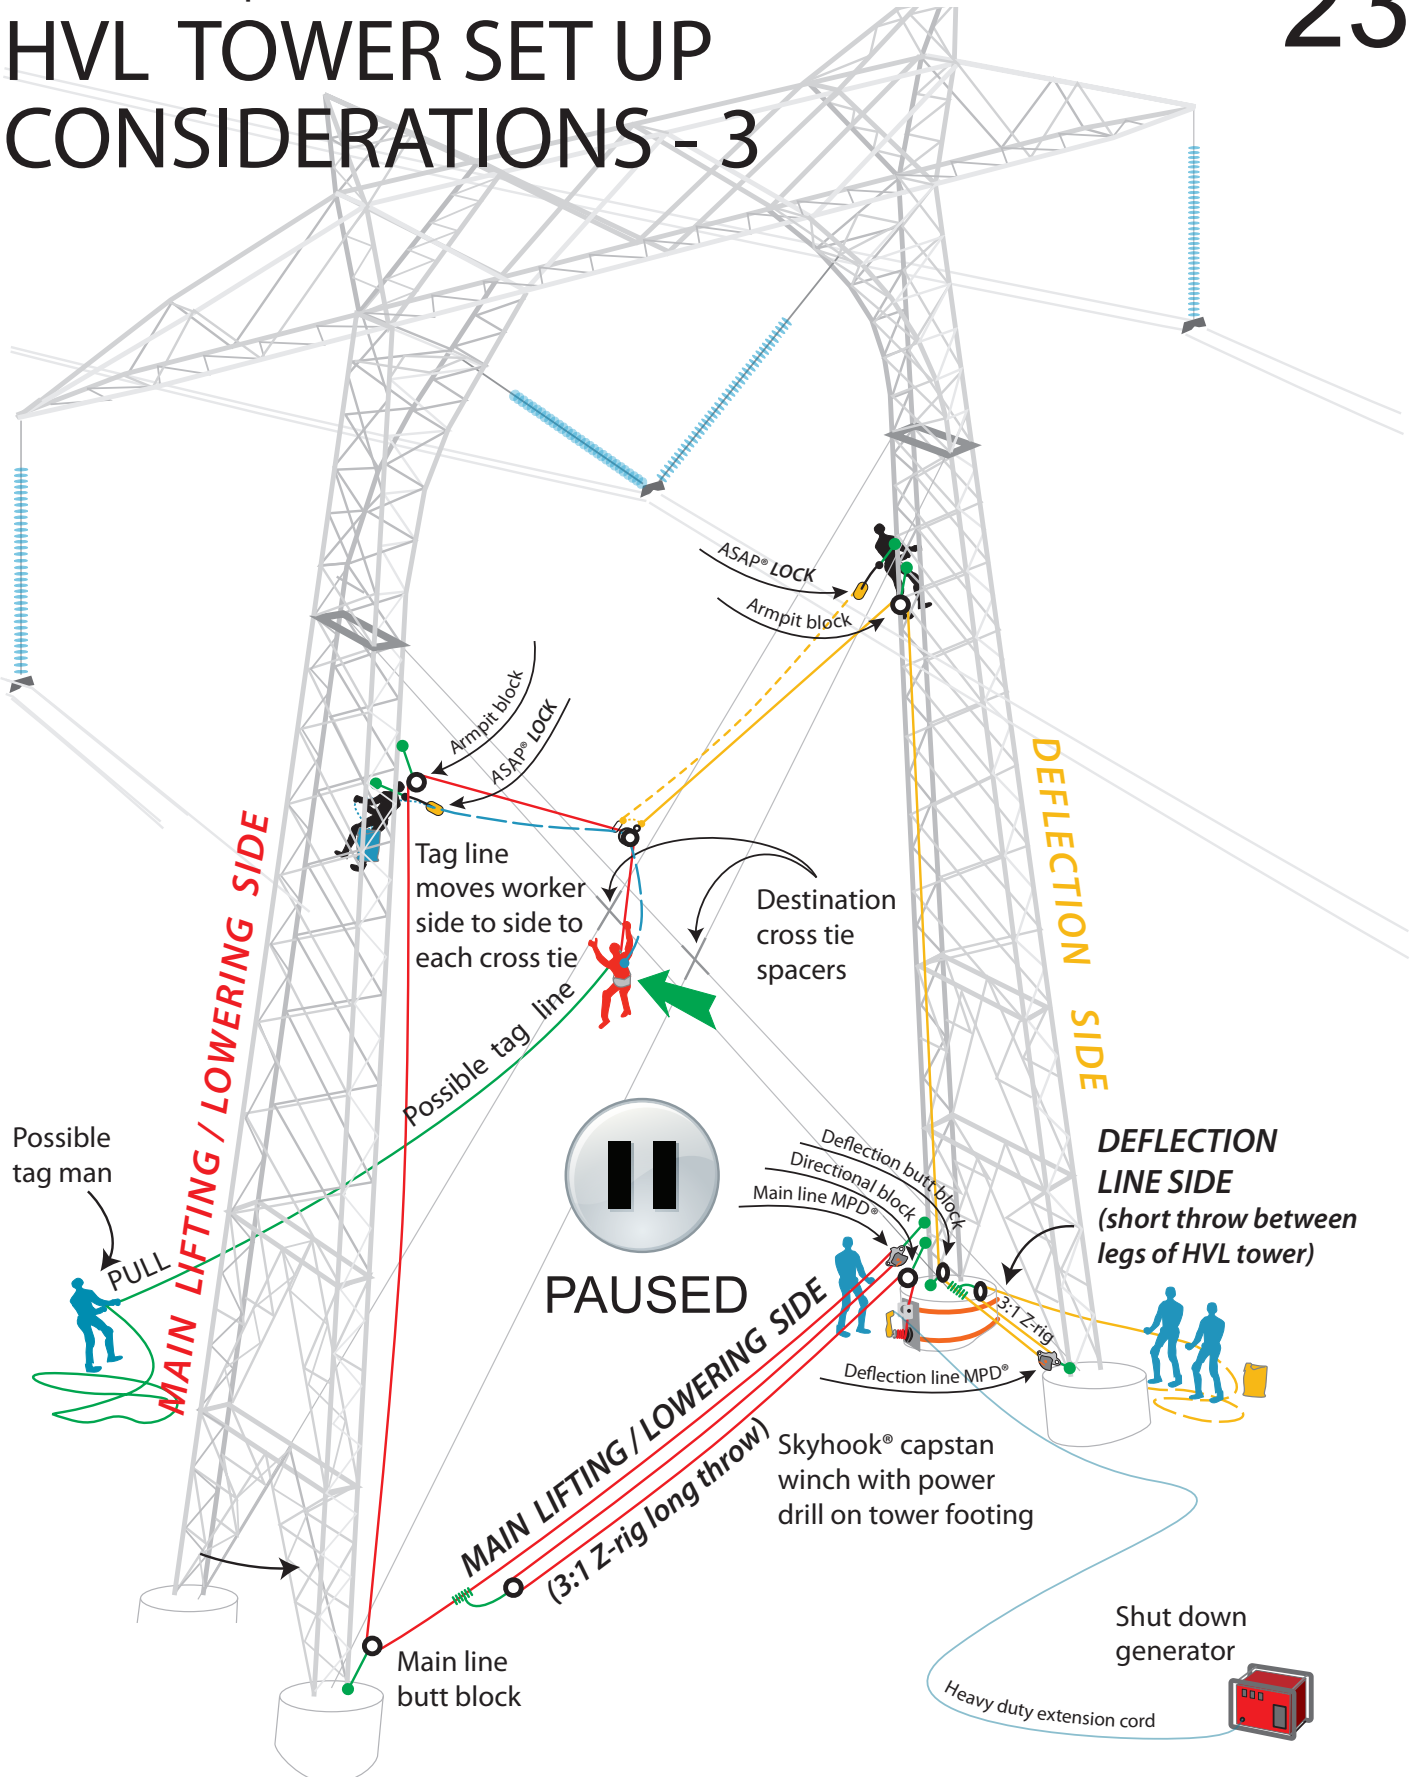 23
HVL TOWER SET UP
CONSIDERATIONS - 3
ASAP® LOCK
Armpit block
Armpit block
ASAP® LOCK
DEFLECTION SIDE
MAIN LIFTING / LOWERING SIDE
Tag line
moves worker
side to side to
each cross tie
Destination
cross tie
spacers
Possible tag line
Possible
tag man
PULL
PAUSED
Deflection butt block
Directional block
Main line MPD®
DEFLECTION
LINE SIDE
(short throw between
legs of HVL tower)
3:1 Z-rig
Deflection line MPD®
MAIN LIFTING / LOWERING SIDE
(3:1 Z-rig long throw)
Skyhook® capstan
winch with power
drill on tower footing
Main line
butt block
Shut down
generator
Heavy duty extension cord